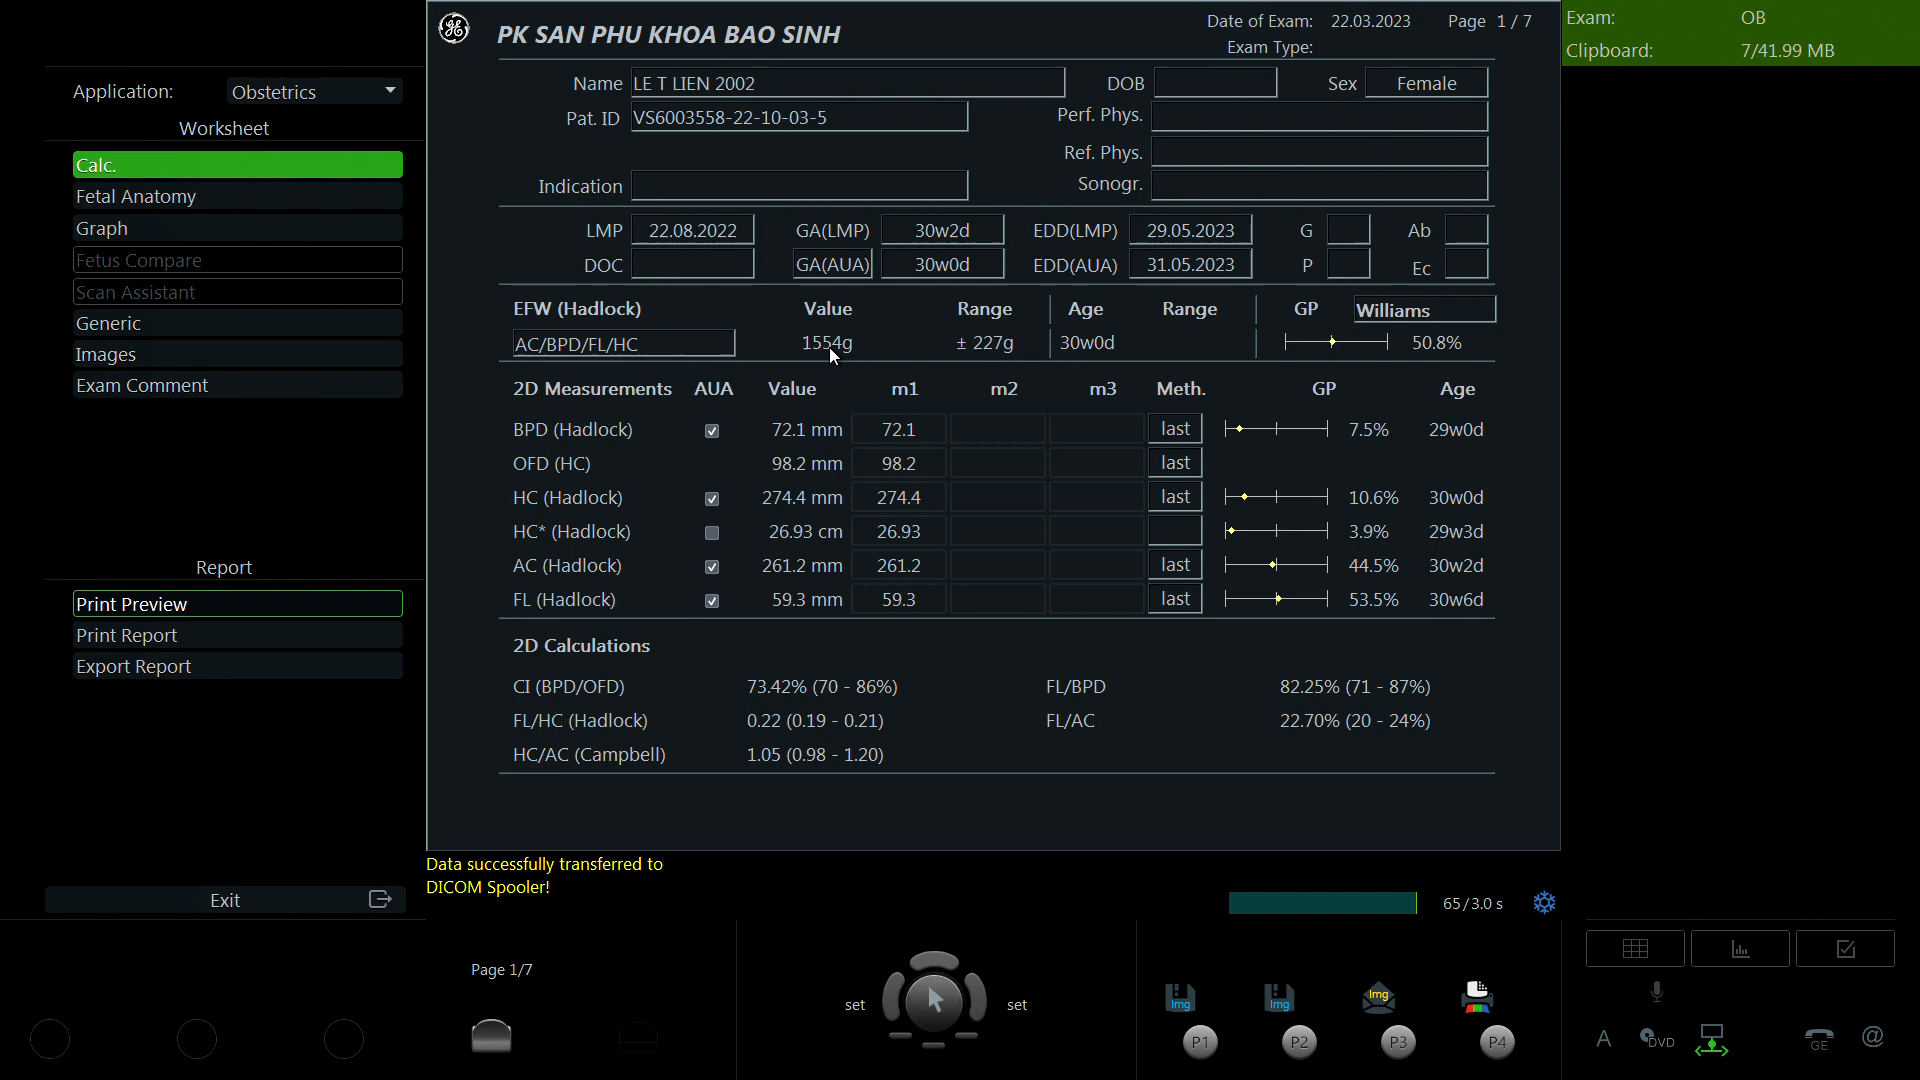 PK SAN PHU KHOA BAO SINH
Date of Exam: 22.03.2023 Page 1 / 7
Exam Type:
Exam: OB
Clipboard: 7/41.99 MB
Application: Obstetrics
Worksheet
Calc.
Fetal Anatomy
Graph
Fetus Compare
Scan Assistant
Generic
Images
Exam Comment
Report
Print Preview
Print Report
Export Report
Exit
Name LE T LIEN 2002 DOB Sex Female
Pat. ID VS6003558-22-10-03-5 Perf. Phys.
Ref. Phys.
Indication Sonogr.
LMP 22.08.2022 GA(LMP) 30w2d EDD(LMP) 29.05.2023 G Ab
DOC GA(AUA) 30w0d EDD(AUA) 31.05.2023 P Ec
EFW (Hadlock) Value Range Age Range GP Williams
AC/BPD/FL/HC 1554g ± 227g 30w0d 50.8%
2D Measurements AUA Value m1 m2 m3 Meth. GP Age
BPD (Hadlock) 72.1 mm 72.1 last 7.5% 29w0d
OFD (HC) 98.2 mm 98.2 last
HC (Hadlock) 274.4 mm 274.4 last 10.6% 30w0d
HC* (Hadlock) 26.93 cm 26.93 3.9% 29w3d
AC (Hadlock) 261.2 mm 261.2 last 44.5% 30w2d
FL (Hadlock) 59.3 mm 59.3 last 53.5% 30w6d
2D Calculations
CI (BPD/OFD) 73.42% (70 - 86%) FL/BPD 82.25% (71 - 87%)
FL/HC (Hadlock) 0.22 (0.19 - 0.21) FL/AC 22.70% (20 - 24%)
HC/AC (Campbell) 1.05 (0.98 - 1.20)
Data successfully transferred to
DICOM Spooler!
65/3.0 s
Page 1/7
set set
Img Img Img
P1 P2 P3 P4
A DVD GE @